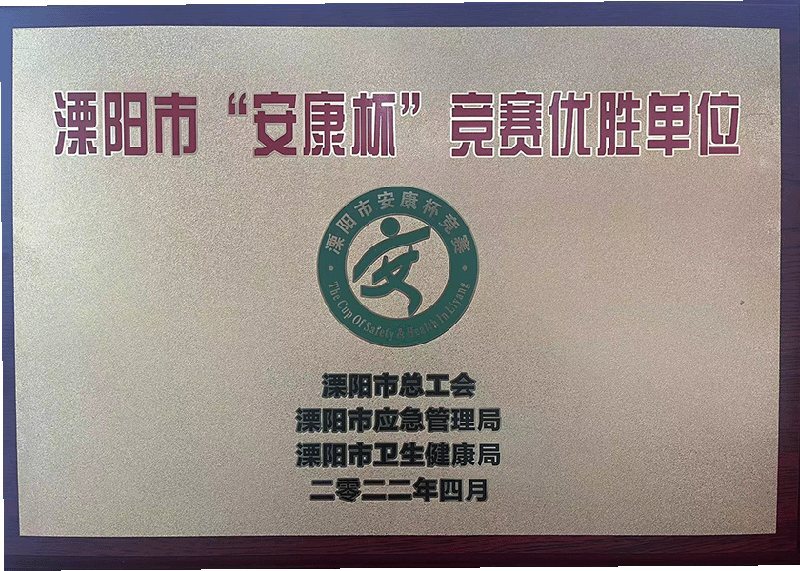 溧阳市“安康杯”竞赛优胜单位
·溧阳市安康杯竞赛·
The Cup Of Safety & Health In Liyang
溧阳市总工会
溧阳市应急管理局
溧阳市卫生健康局
二零二二年四月